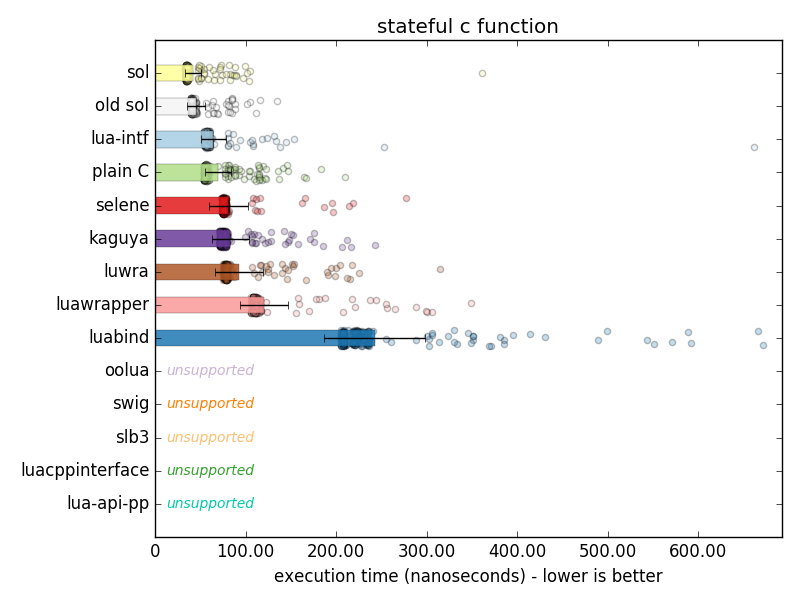 stateful c function
sol
old sol
lua-intf
plain C
selene
kaguya
luwra
luawrapper
luabind
oolua unsupported
swig unsupported
slb3 unsupported
luacppinterface unsupported
lua-api-pp unsupported
0 100.00 200.00 300.00 400.00 500.00 600.00
execution time (nanoseconds) - lower is better